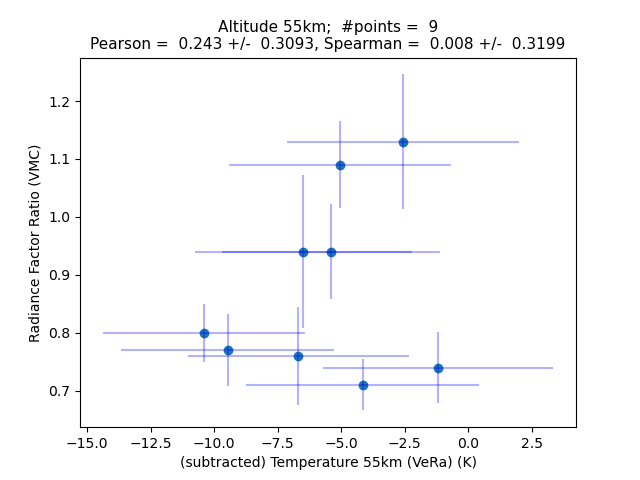 Altitude 55km;  #points =  9
Pearson =  0.243 +/-  0.3093, Spearman =  0.008 +/-  0.3199
Radiance Factor Ratio (VMC)
1.2
1.1
1.0
0.9
0.8
0.7
−15.0 −12.5 −10.0 −7.5 −5.0 −2.5 0.0 2.5
(subtracted) Temperature 55km (VeRa) (K)